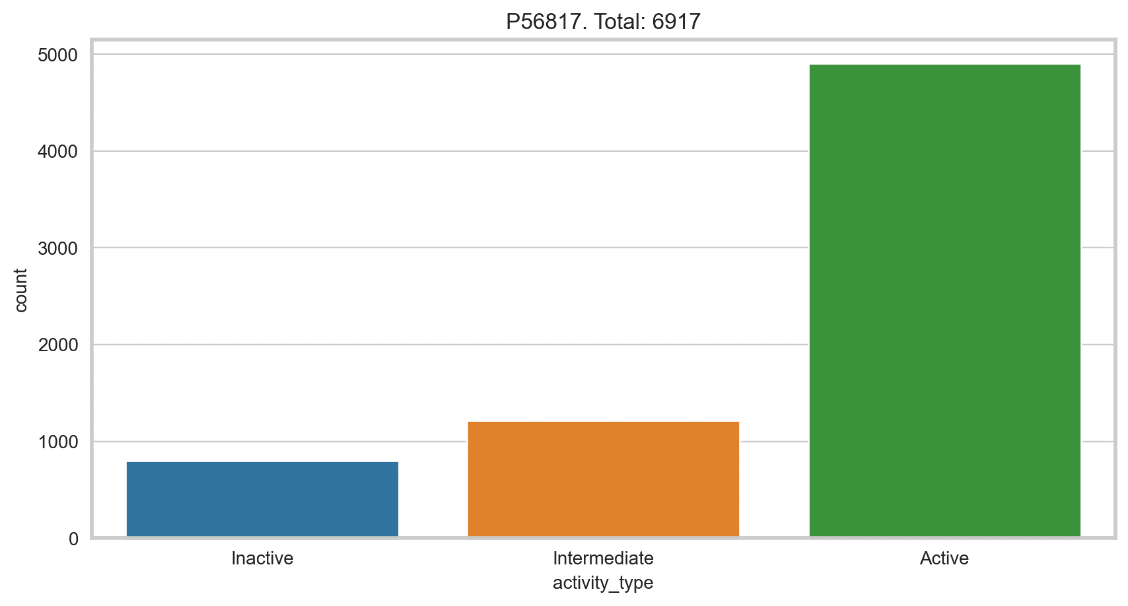 P56817. Total: 6917
5000
4000
3000
2000
1000
0
count
Inactive
Intermediate
Active
activity_type